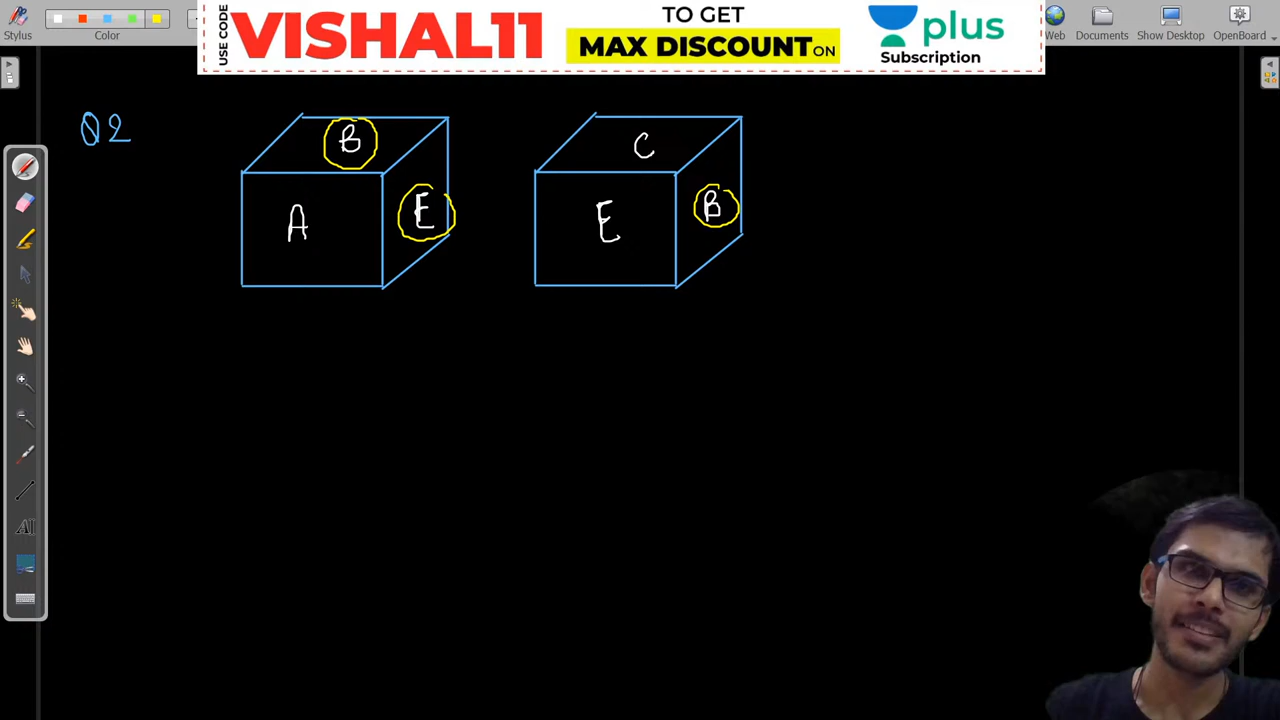 USE CODE
VISHAL11
TO GET
MAX DISCOUNT ON
plus
Subscription
Stylus
Color
Web
Documents
Show Desktop
OpenBoard
Q2
B
A
E
C
E
B